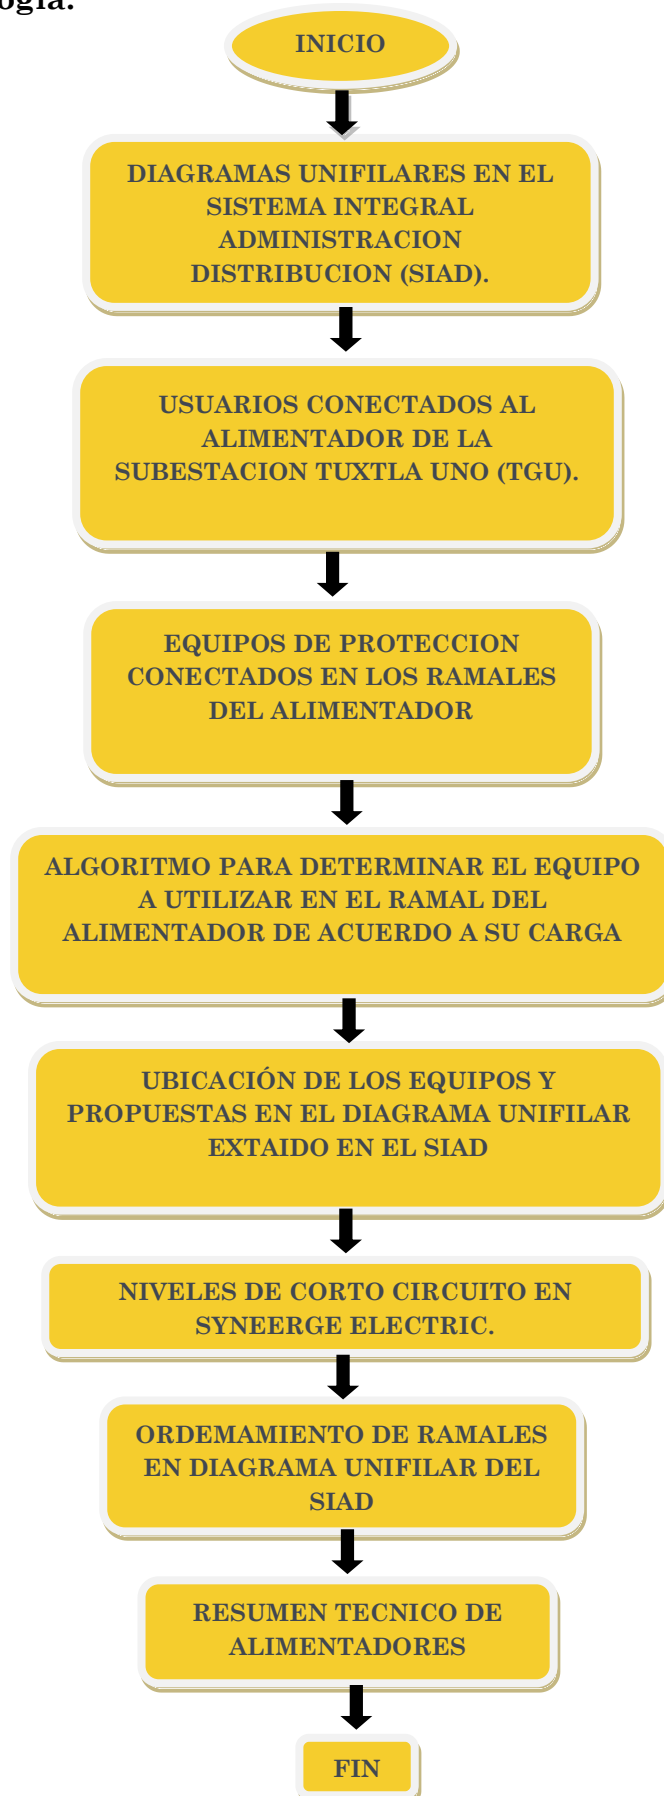 ogía.
INICIO
DIAGRAMAS UNIFILARES EN EL
SISTEMA INTEGRAL
ADMINISTRACION
DISTRIBUCION (SIAD).
USUARIOS CONECTADOS AL
ALIMENTADOR DE LA
SUBESTACION TUXTLA UNO (TGU).
EQUIPOS DE PROTECCION
CONECTADOS EN LOS RAMALES
DEL ALIMENTADOR
ALGORITMO PARA DETERMINAR EL EQUIPO
A UTILIZAR EN EL RAMAL DEL
ALIMENTADOR DE ACUERDO A SU CARGA
UBICACIÓN DE LOS EQUIPOS Y
PROPUESTAS EN EL DIAGRAMA UNIFILAR
EXTAIDO EN EL SIAD
NIVELES DE CORTO CIRCUITO EN
SYNEERGE ELECTRIC.
ORDEMAMIENTO DE RAMALES
EN DIAGRAMA UNIFILAR DEL
SIAD
RESUMEN TECNICO DE
ALIMENTADORES
FIN